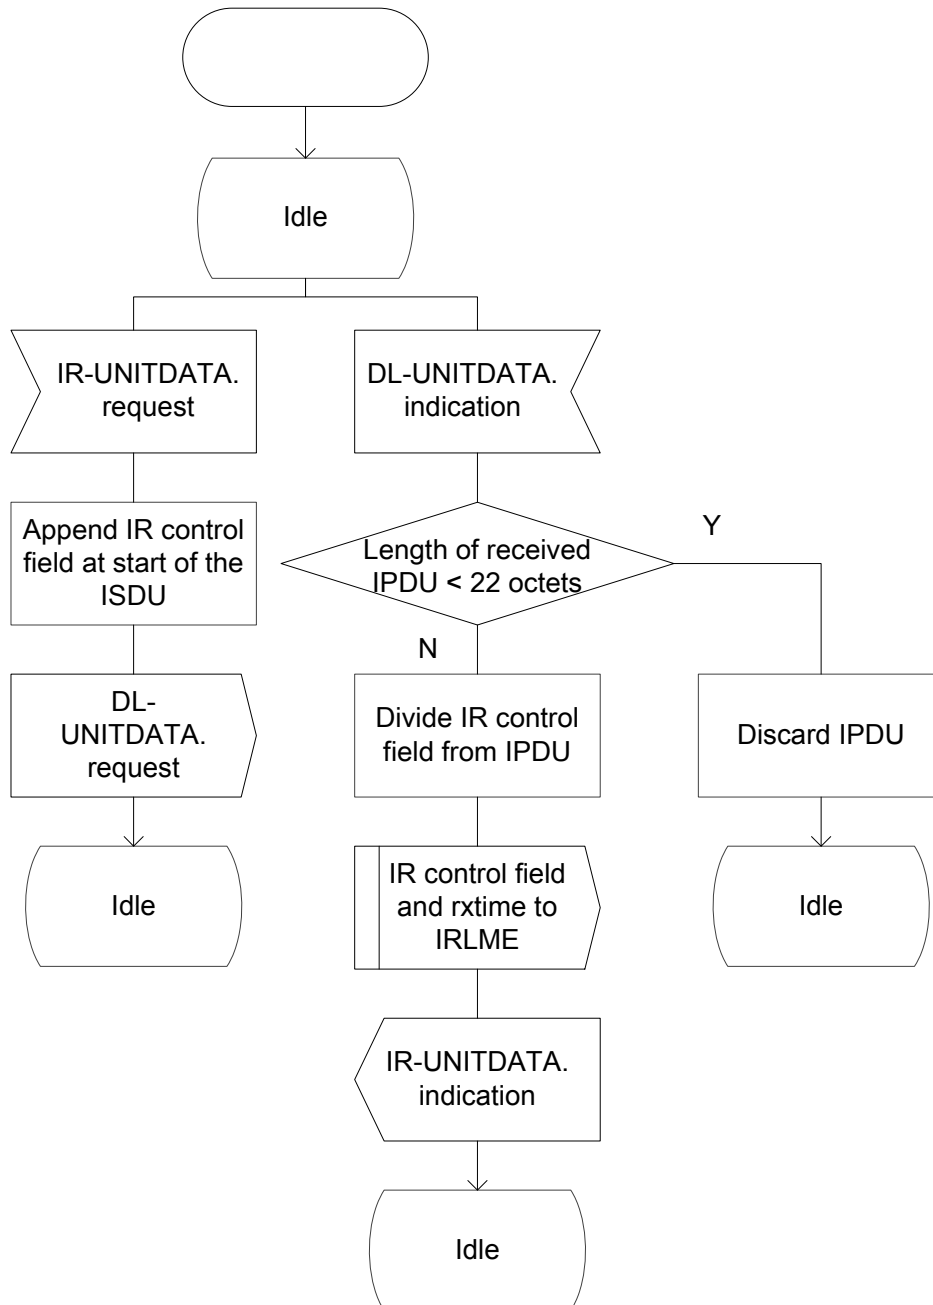 Idle
IR-UNITDATA.
request
DL-UNITDATA.
indication
Append IR control
field at start of the
ISDU
Length of received
IPDU < 22 octets
Y
N
DL-
UNITDATA.
request
Divide IR control
field from IPDU
Discard IPDU
Idle
IR control field
and rxtime to
IRLME
Idle
IR-UNITDATA.
indication
Idle